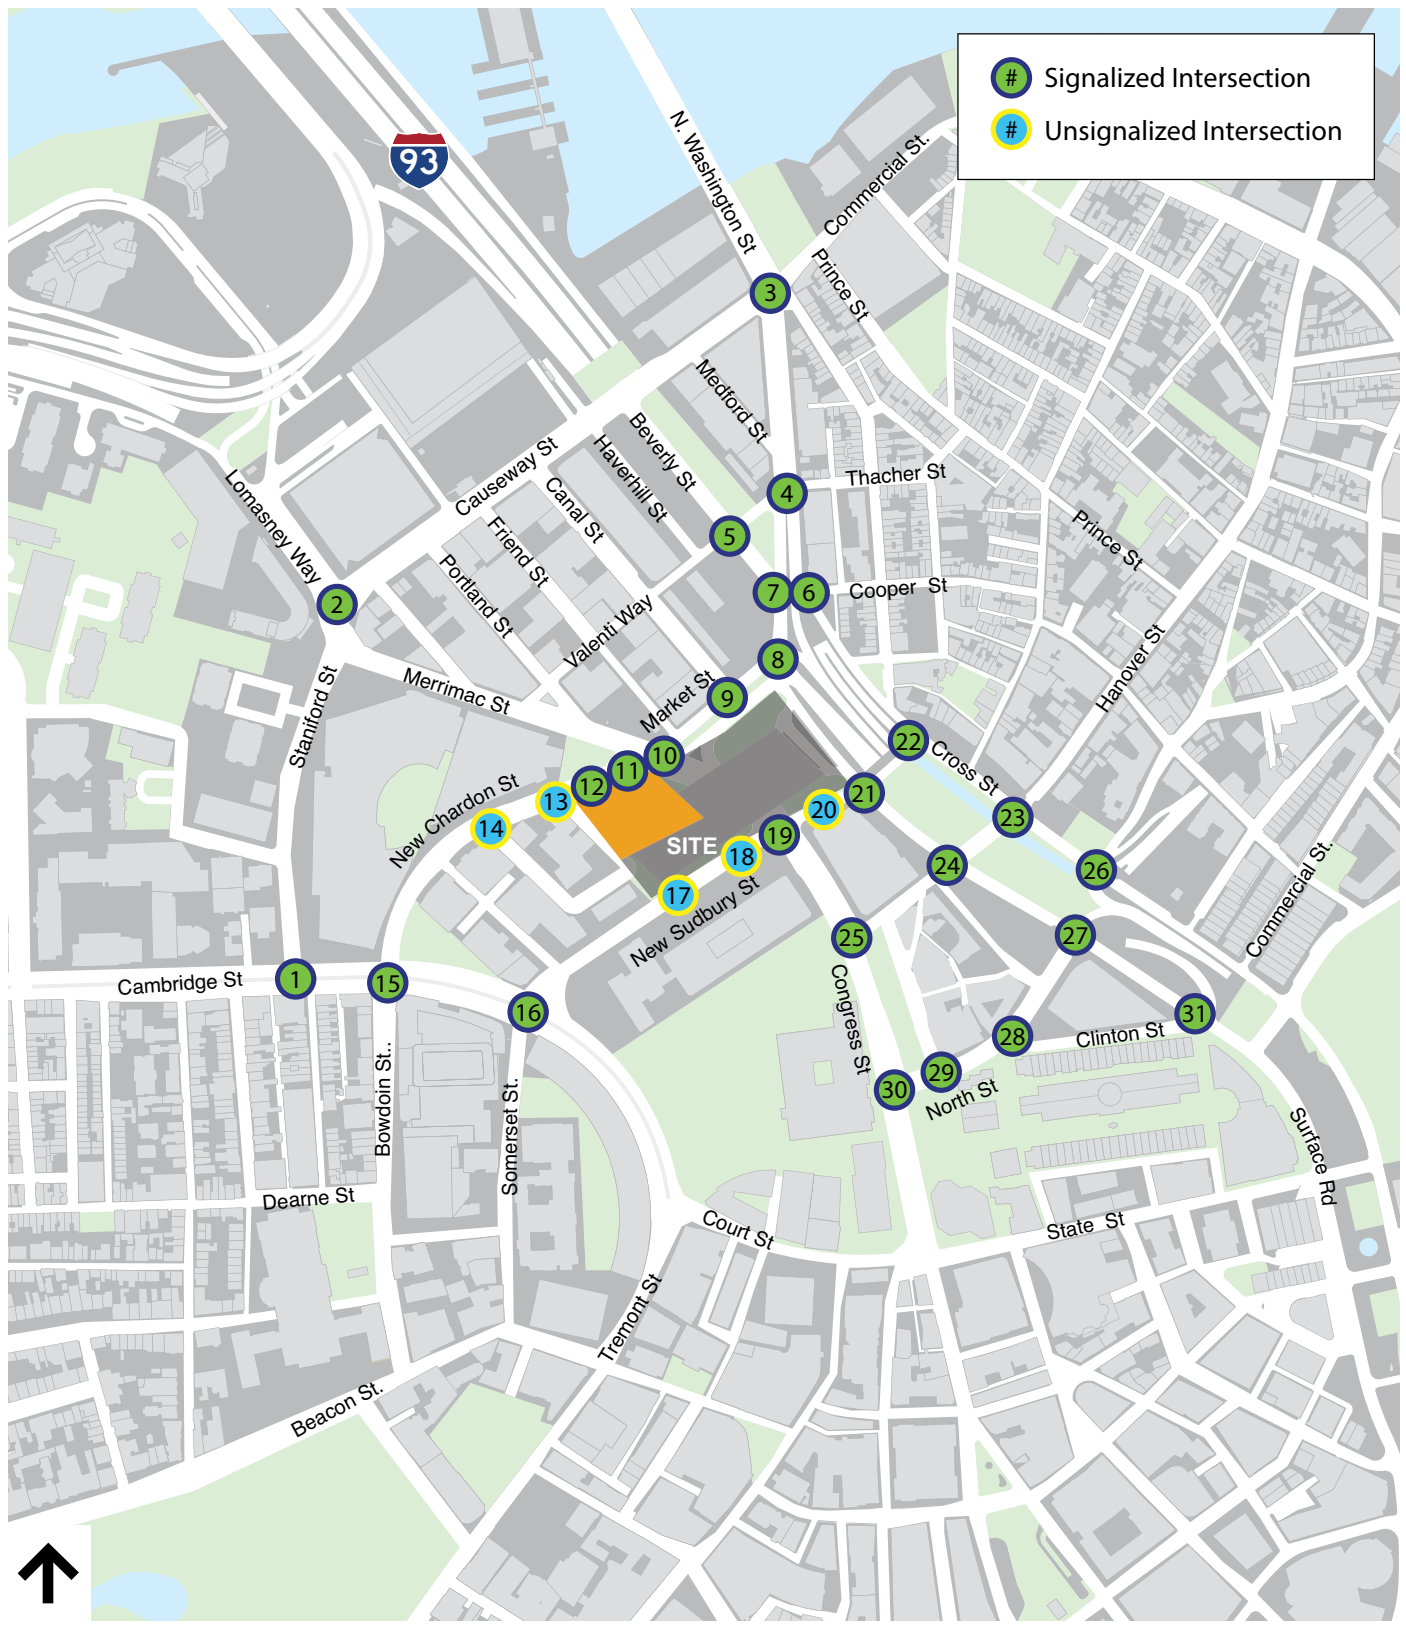 # Signalized Intersection
# Unsignalized Intersection
93
N. Washington St
Commercial St.
Prince St
3
Medford St
Beverly St
Haverhill St
Causeway St
Canal St
Friend St
Portland St
Lomasney Way
4
Thacher St
5
Prince St
7
6
Cooper St
2
Valenti Way
Hanover St
8
Staniford St
Merrimac St
Market St
9
22
Cross St
10
11
12
13
New Chardon St
14
21
20
23
SITE
19
18
24
26
17
New Sudbury St
Commercial St.
25
27
Cambridge St
1
15
16
Congress St
31
28
Clinton St
29
30
North St
Bowdoin St..
Somerset St.
Surface Rd
Dearne St
Court St
State St
Tremont St
Beacon St.